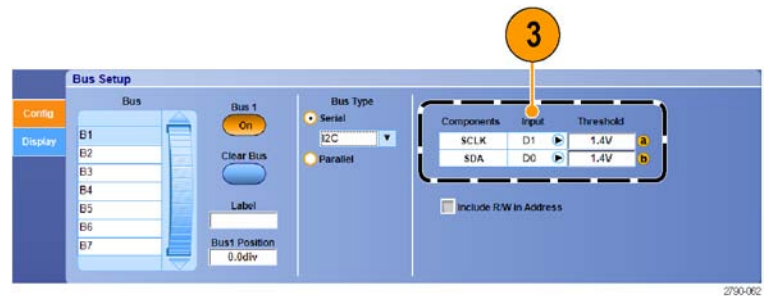 3
Bus Setup
Config
Display
Bus
B1
B2
B3
B4
B5
B6
B7
Bus 1
On
Clear Bus
Label
Bus1 Position
0.0div
Bus Type
Serial
I2C
Parallel
Components Input Threshold
SCLK D1 1.4V a
SDA D0 1.4V b
Include R/W in Address
2790-062